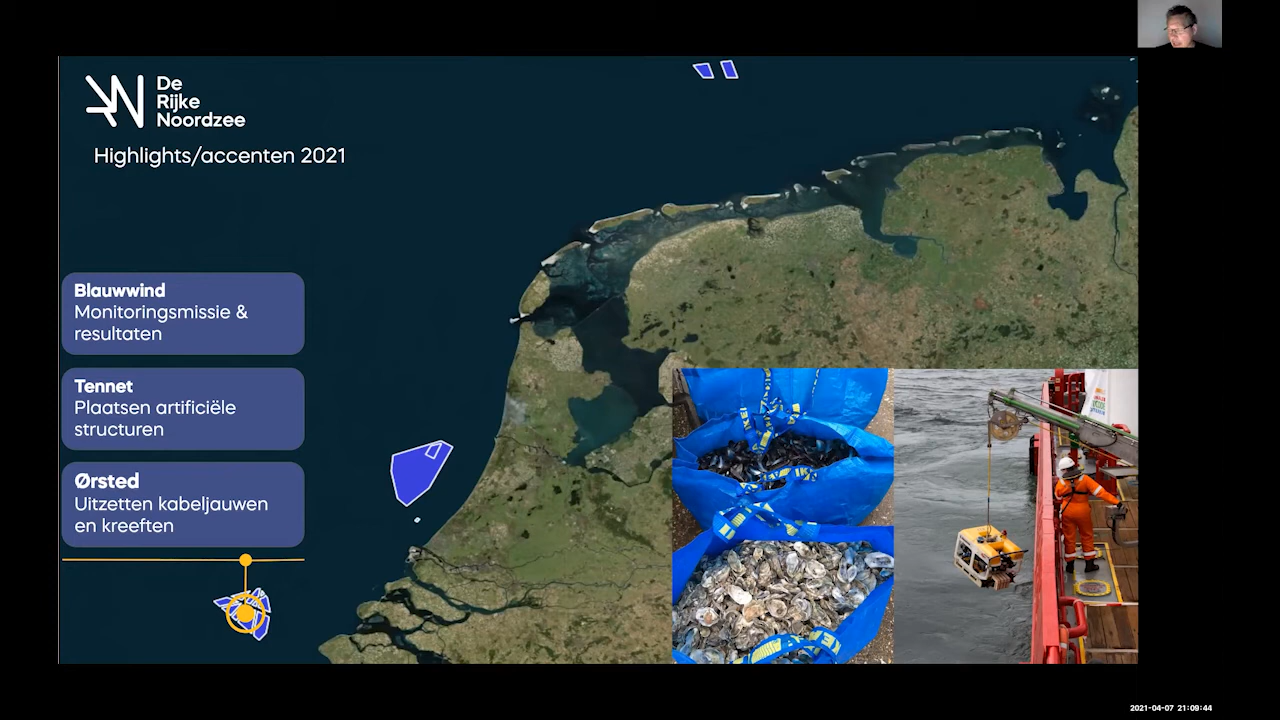 De
Rijke
Noordzee
Highlights/accenten 2021
Blauwwind
Monitoringsmissie &
resultaten
Tennet
Plaatsen artificiële
structuren
Ørsted
Uitzetten kabeljauwen
en kreeften
2021-04-07 21:09:44